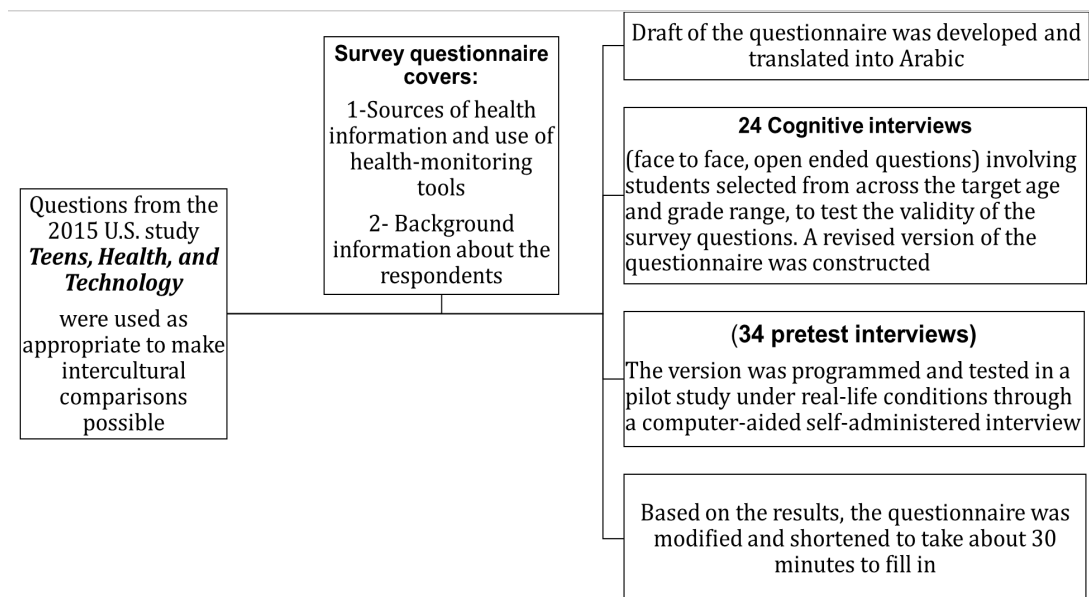 Questions from the
2015 U.S. study
Teens, Health, and
Technology
were used as
appropriate to make
intercultural
comparisons
possible
Survey questionnaire
covers:
1-Sources of health
information and use of
health-monitoring
tools
2- Background
information about the
respondents
Draft of the questionnaire was developed and
translated into Arabic
24 Cognitive interviews
(face to face, open ended questions) involving
students selected from across the target age
and grade range, to test the validity of the
survey questions. A revised version of the
questionnaire was constructed
(34 pretest interviews)
The version was programmed and tested in a
pilot study under real-life conditions through
a computer-aided self-administered interview
Based on the results, the questionnaire was
modified and shortened to take about 30
minutes to fill in